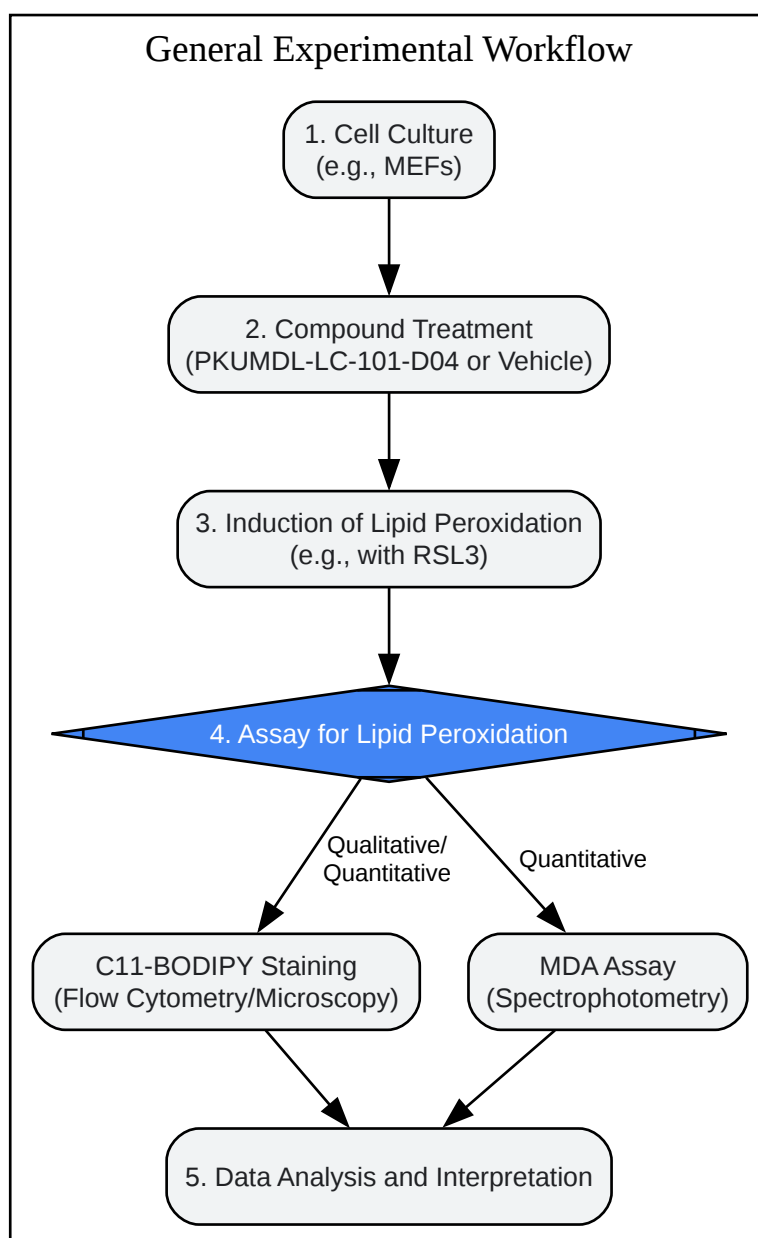 General Experimental Workflow
1. Cell Culture
(e.g., MEFs)
2. Compound Treatment
(PKUMDL-LC-101-D04 or Vehicle)
3. Induction of Lipid Peroxidation
(e.g., with RSL3)
4. Assay for Lipid Peroxidation
Qualitative/
Quantitative
Quantitative
C11-BODIPY Staining
(Flow Cytometry/Microscopy)
MDA Assay
(Spectrophotometry)
5. Data Analysis and Interpretation